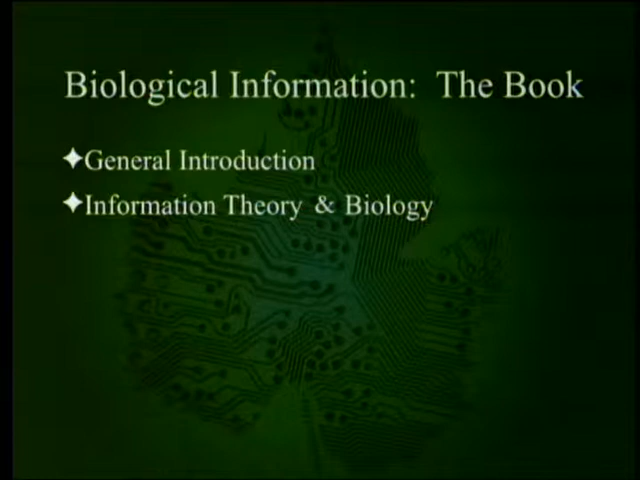 Biological Information: The Book
General Introduction
Information Theory & Biology